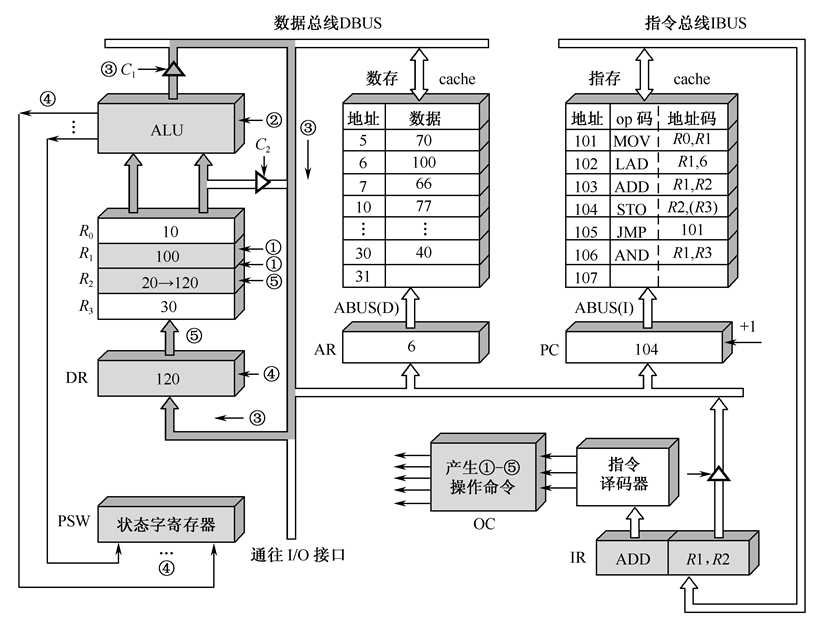 数据总线DBUS
指令总线IBUS
③ C1
④
⋮
ALU
②
③
C2
数存 cache
地址 数据
5 70
6 100
7 66
10 77
⋮ ⋮
30 40
31
指存 cache
地址 op 码 地址码
101 MOV R0,R1
102 LAD R1,6
103 ADD R1,R2
104 STO R2,(R3)
105 JMP 101
106 AND R1,R3
107
R0 10
R1 100 ①
①
R2 20→120 ⑤
R3 30
⑤
ABUS(D)
ABUS(I)
AR 6
PC 104
+1
DR 120 ④
③
产生①-⑤
操作命令
OC
指令
译码器
PSW 状态字寄存器
…
④
通往 I/O 接口
IR ADD R1, R2